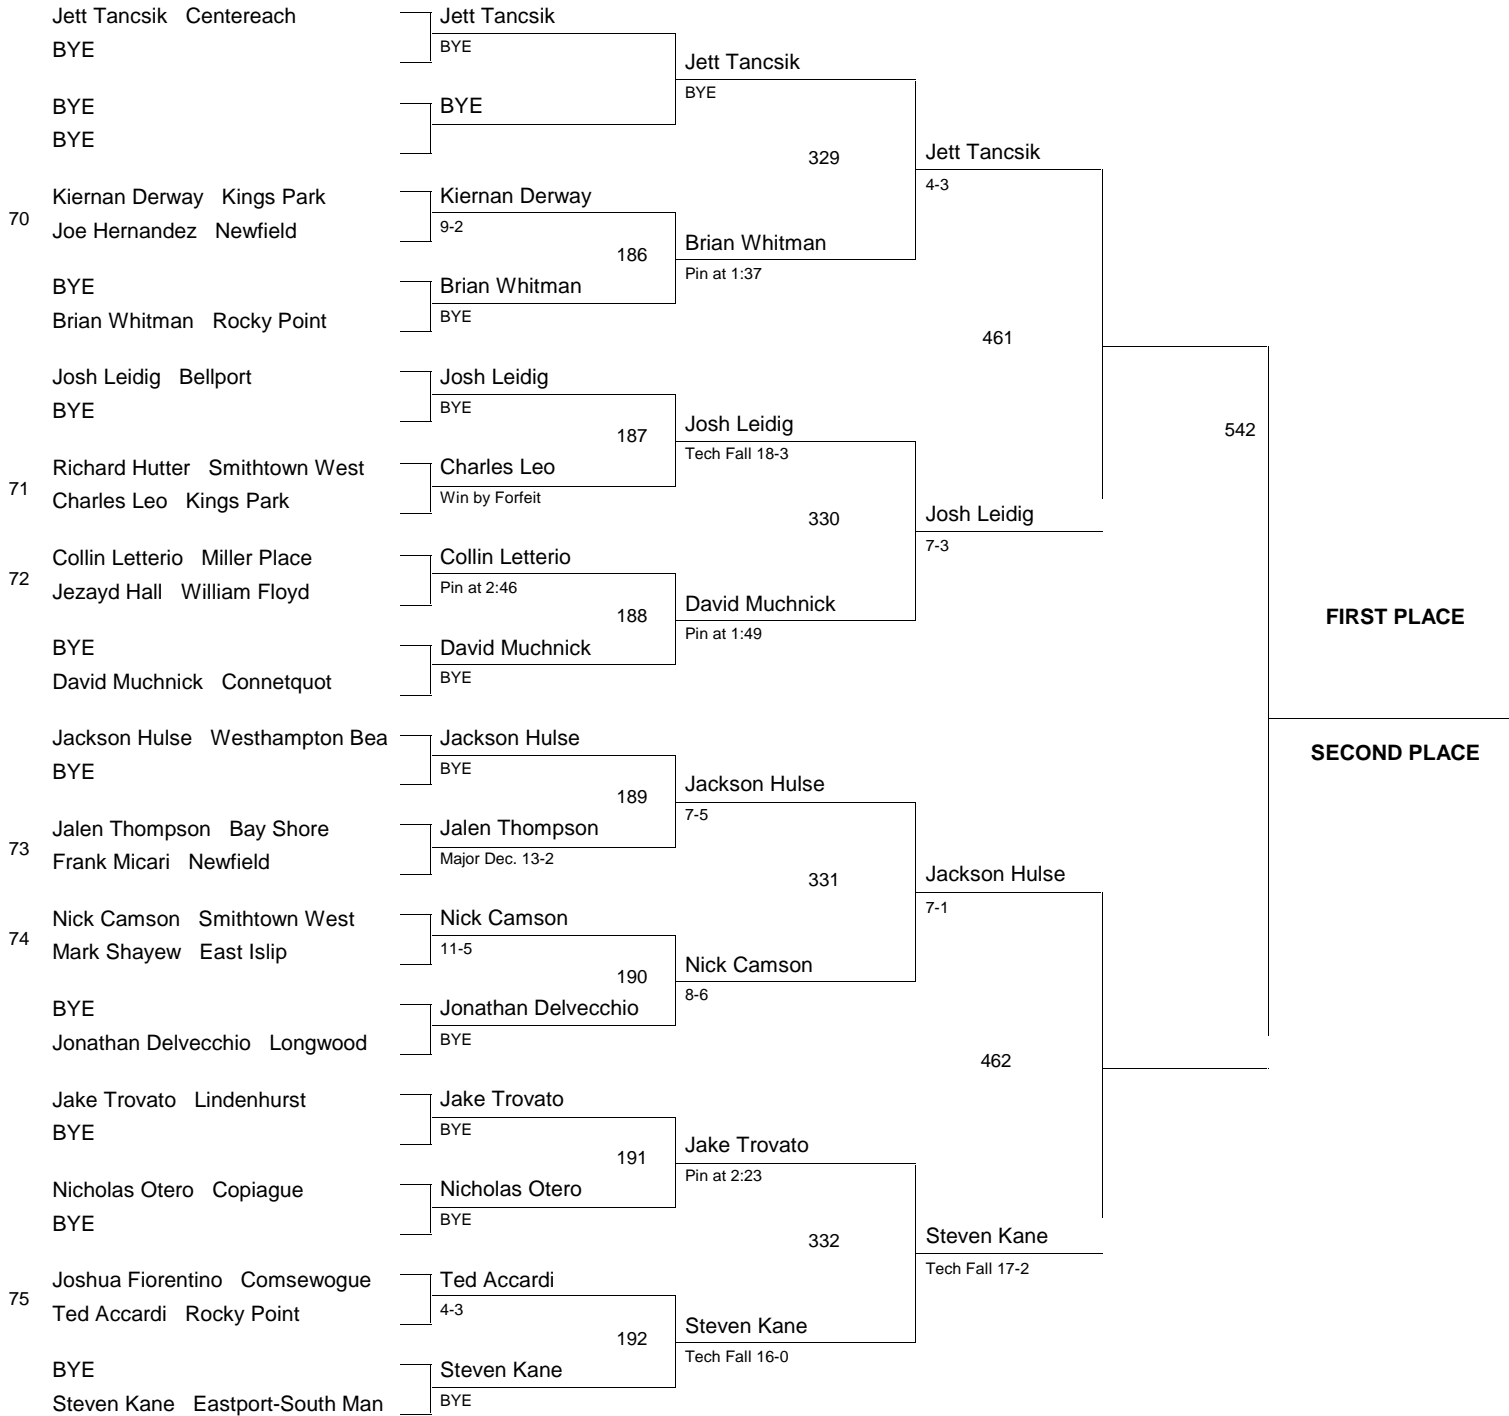 Jett Tancsik Centereach
BYE
BYE
BYE
70
Kiernan Derway Kings Park
Joe Hernandez Newfield
BYE
Brian Whitman Rocky Point
Josh Leidig Bellport
BYE
71
Richard Hutter Smithtown West
Charles Leo Kings Park
72
Collin Letterio Miller Place
Jezayd Hall William Floyd
BYE
David Muchnick Connetquot
Jackson Hulse Westhampton Bea
BYE
73
Jalen Thompson Bay Shore
Frank Micari Newfield
74
Nick Camson Smithtown West
Mark Shayew East Islip
BYE
Jonathan Delvecchio Longwood
Jake Trovato Lindenhurst
BYE
Nicholas Otero Copiague
BYE
75
Joshua Fiorentino Comsewogue
Ted Accardi Rocky Point
BYE
Steven Kane Eastport-South Man
Jett Tancsik
BYE
BYE
Kiernan Derway
9-2
186
Brian Whitman
BYE
Josh Leidig
BYE
187
Charles Leo
Win by Forfeit
Collin Letterio
Pin at 2:46
188
David Muchnick
BYE
Jackson Hulse
BYE
189
Jalen Thompson
Major Dec. 13-2
Nick Camson
11-5
190
Jonathan Delvecchio
BYE
Jake Trovato
BYE
191
Nicholas Otero
BYE
Ted Accardi
4-3
192
Steven Kane
BYE
Jett Tancsik
BYE
329
Brian Whitman
Pin at 1:37
Josh Leidig
Tech Fall 18-3
330
David Muchnick
Pin at 1:49
Jackson Hulse
7-5
331
Nick Camson
8-6
Jake Trovato
Pin at 2:23
332
Steven Kane
Tech Fall 16-0
Jett Tancsik
4-3
461
Josh Leidig
7-3
Jackson Hulse
7-1
462
Steven Kane
Tech Fall 17-2
542
FIRST PLACE
SECOND PLACE